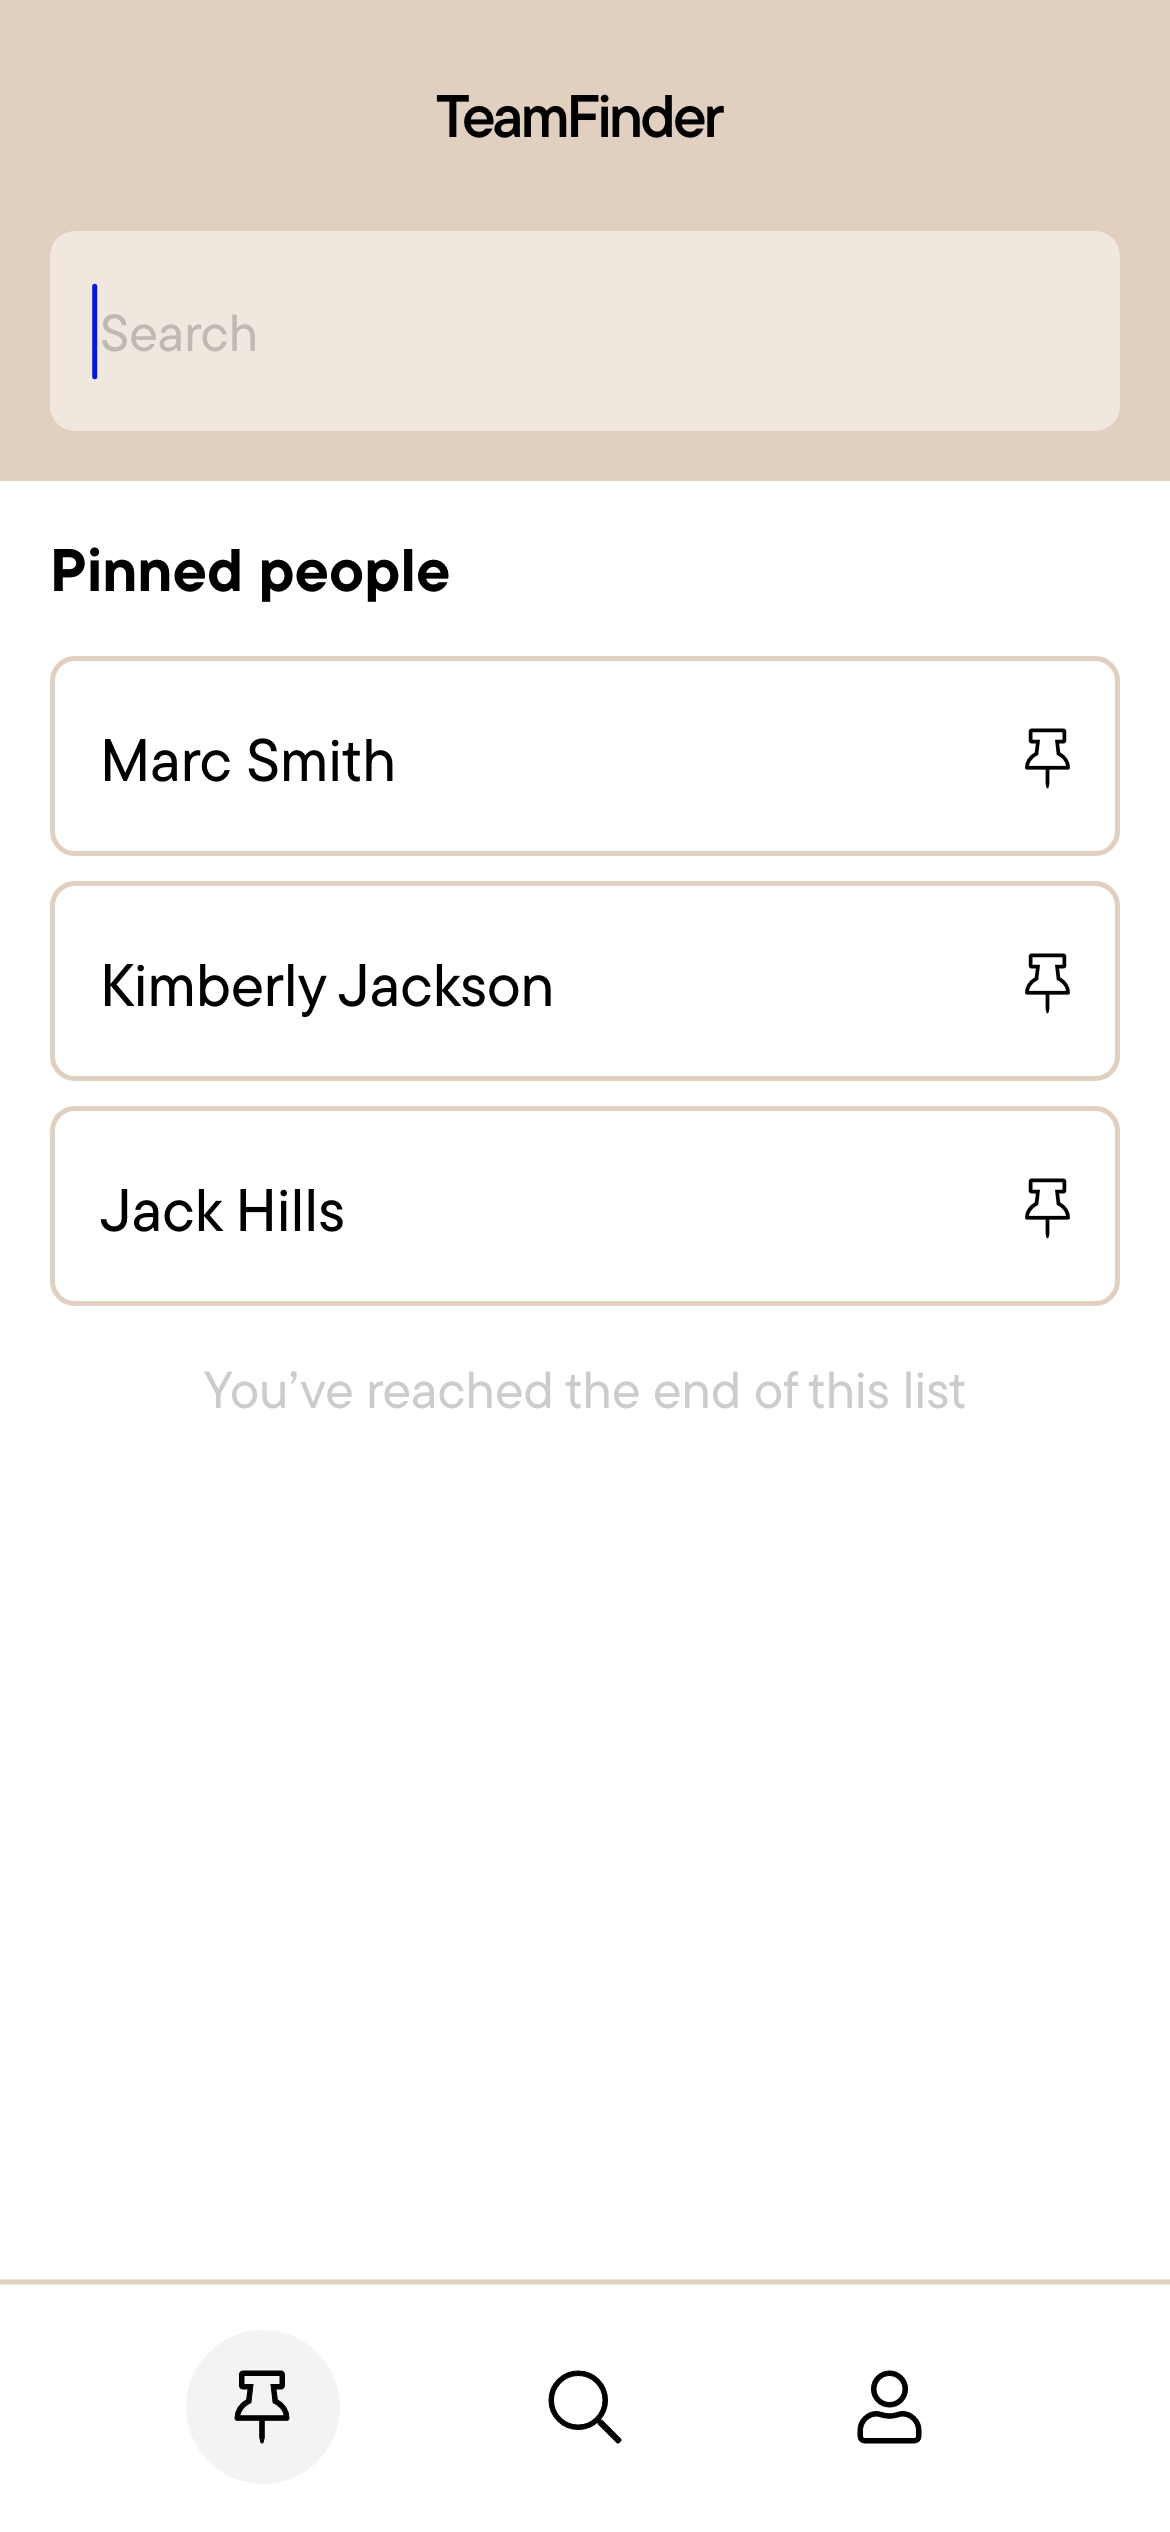 TeamFinder
Search
Pinned people
Marc Smith
Kimberly Jackson
Jack Hills
You’ve reached the end of this list